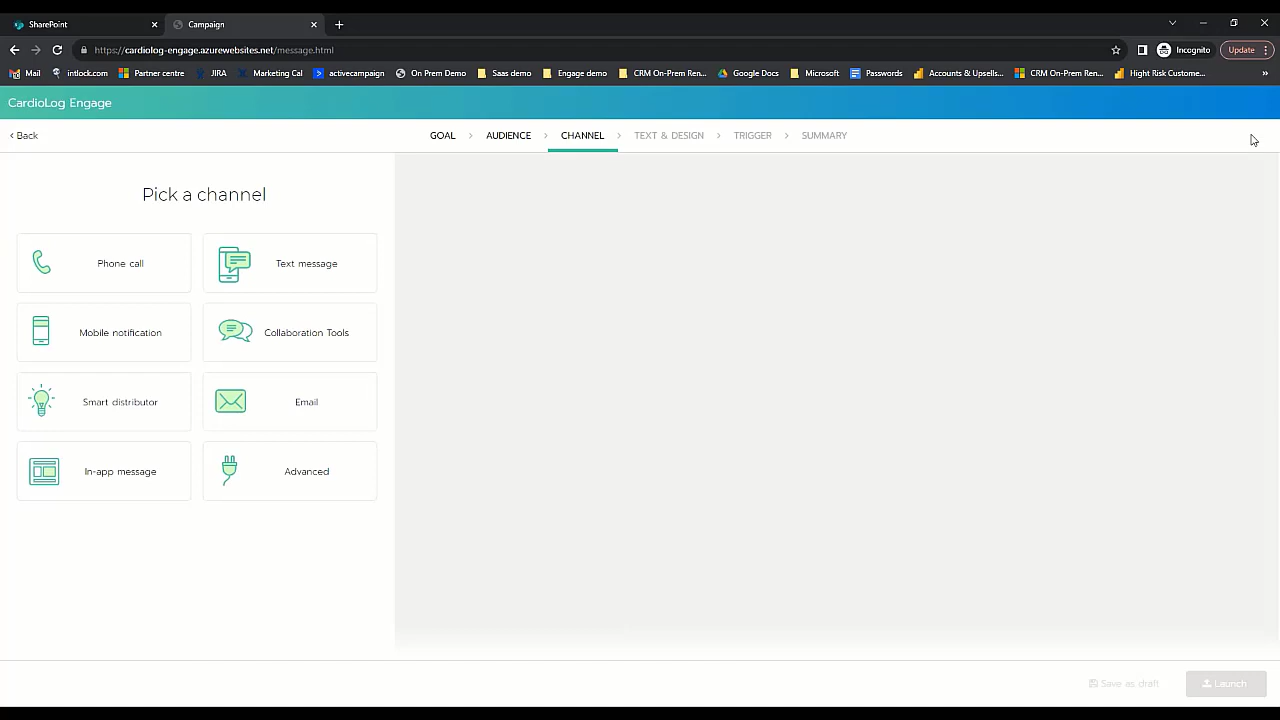 SharePoint
Campaign
https://cardiolog-engage.azurewebsites.net/message.html
Incognito
Update
Mail
intlock.com
Partner centre
JIRA
Marketing Cal
activecampaign
On Prem Demo
Saas demo
Engage demo
CRM On-Prem Ren...
Google Docs
Microsoft
Passwords
Accounts & Upselli...
CRM On-Prem Ren...
Hight Risk Custome...
CardioLog Engage
Back
GOAL
AUDIENCE
CHANNEL
TEXT & DESIGN
TRIGGER
SUMMARY
Pick a channel
Phone call
Text message
Mobile notification
Collaboration Tools
Smart distributor
Email
In-app message
Advanced
Save as draft
Launch